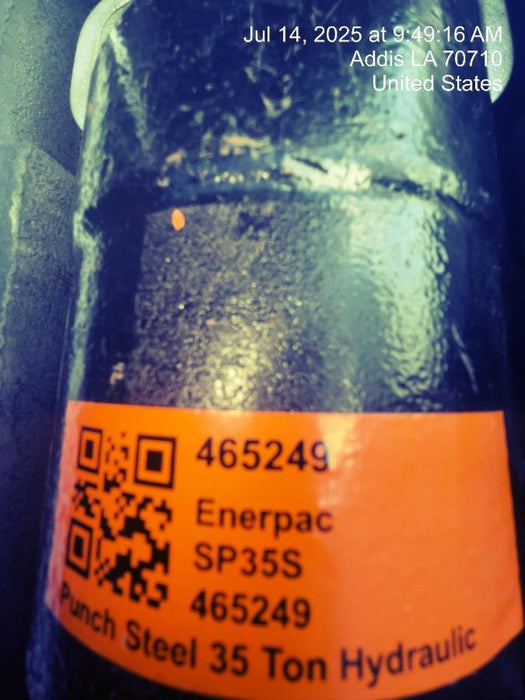 Jul 14, 2025 at 9:49:16 AM
Addis LA 70710
United States
465249
Enerpac
SP35S
465249
Punch Steel 35 Ton Hydraulic